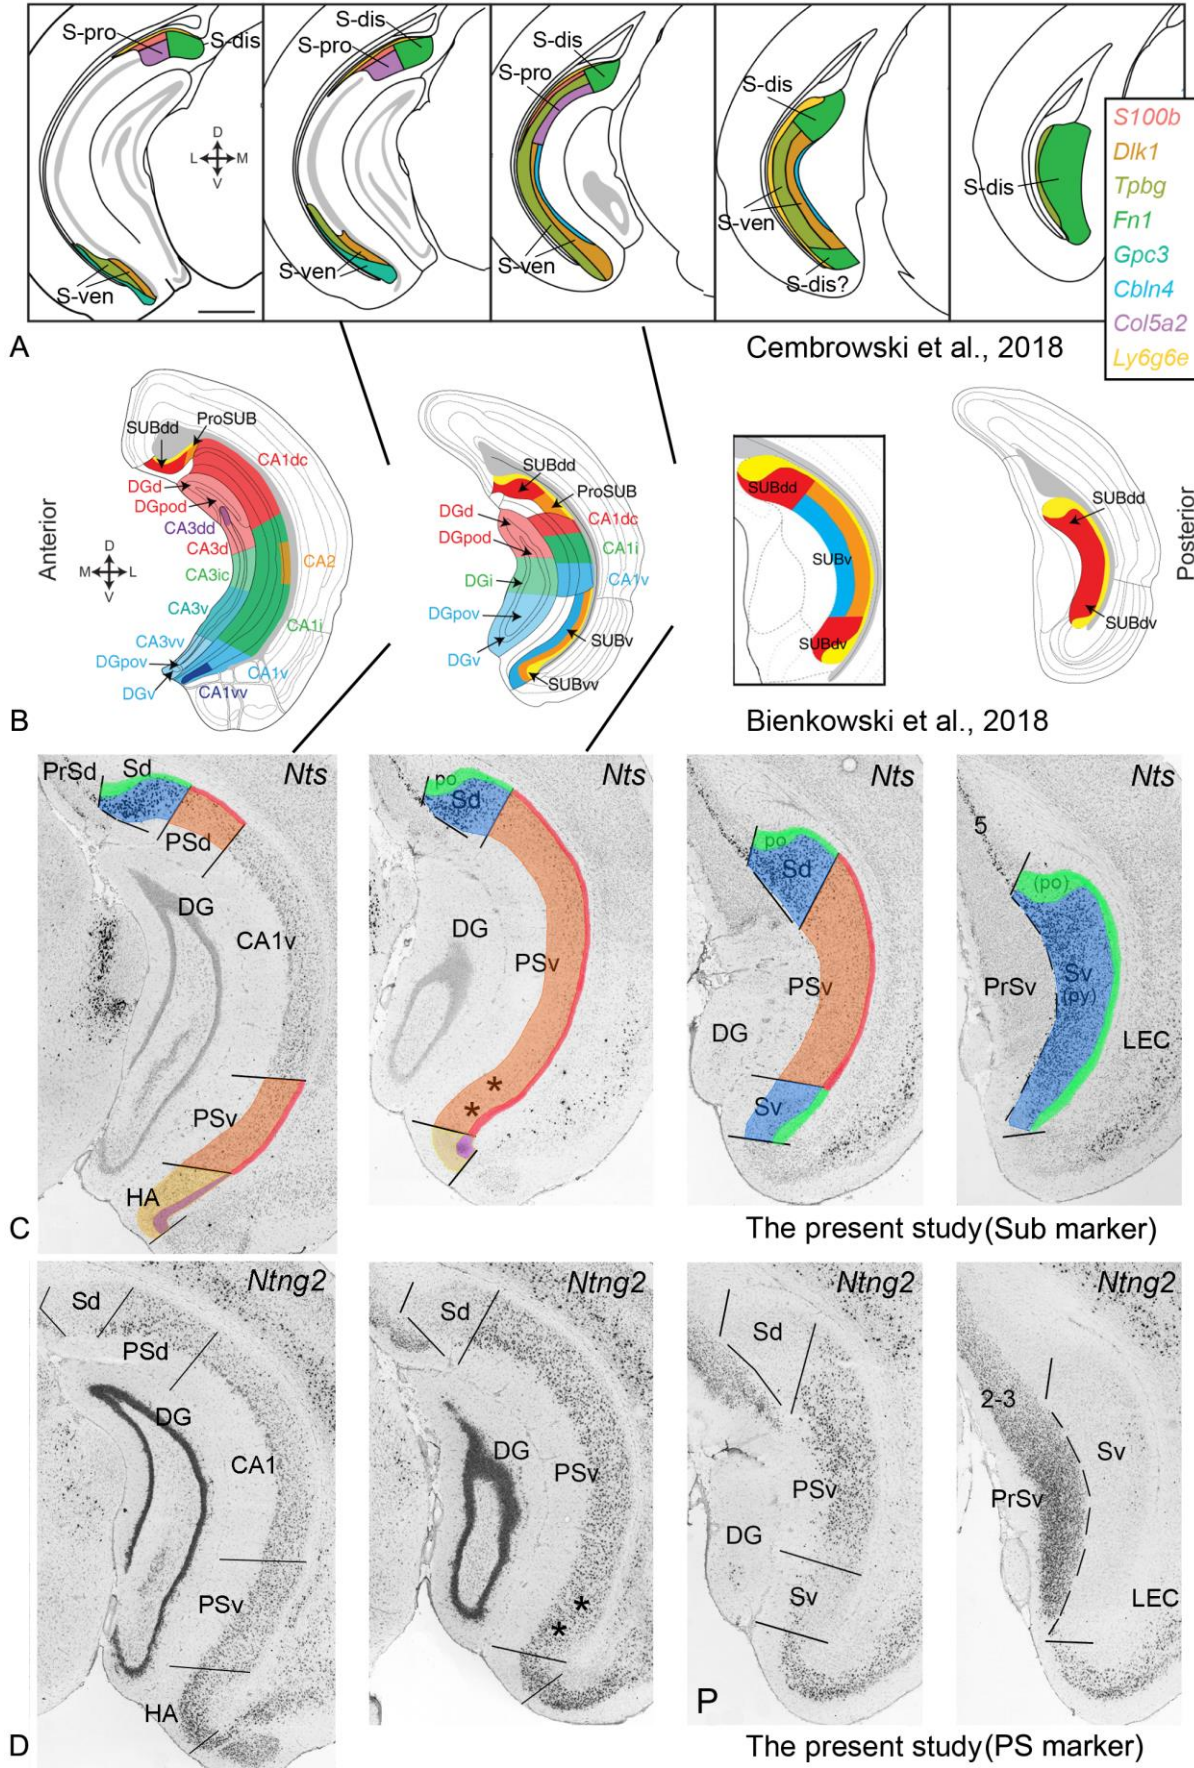 S-pro
S-dis
D
L M
V
S-ven
S-dis
S-pro
S-ven
S-dis
S-pro
S-ven
S-dis
S-ven
S-dis?
S-dis
S100b
Dlk1
Tpbg
Fn1
Gpc3
Cbln4
Col5a2
Ly6g6e
A
Cembrowski et al., 2018
Anterior
SUBdd
ProSUB
CA1dc
DGd
DGpod
CA3dd
CA3d
CA3ic
CA2
CA3v
CA1i
CA3vv
DGpov
CA1v
DGv
CA1vv
D
M L
V
SUBdd
ProSUB
DGd
CA1dc
DGpod
CA1i
DGi
CA1v
DGpov
SUBv
DGv
SUBvv
SUBdd
SUBv
SUBdv
SUBdd
SUBdv
Posterior
B
Bienkowski et al., 2018
PrSd
Sd
Nts
PSd
DG
CA1v
PSv
HA
po
Nts
Sd
DG
PSv
*
*
Nts
po
Sd
PSv
DG
Sv
Nts
5
(po)
Sv
PrSv
(py)
LEC
C
The present study(Sub marker)
Ntng2
Sd
PSd
DG
CA1
PSv
HA
Ntng2
Sd
DG
PSv
*
*
Ntng2
Sd
PSv
DG
Sv
P
Ntng2
2-3
Sv
PrSv
LEC
D
The present study(PS marker)